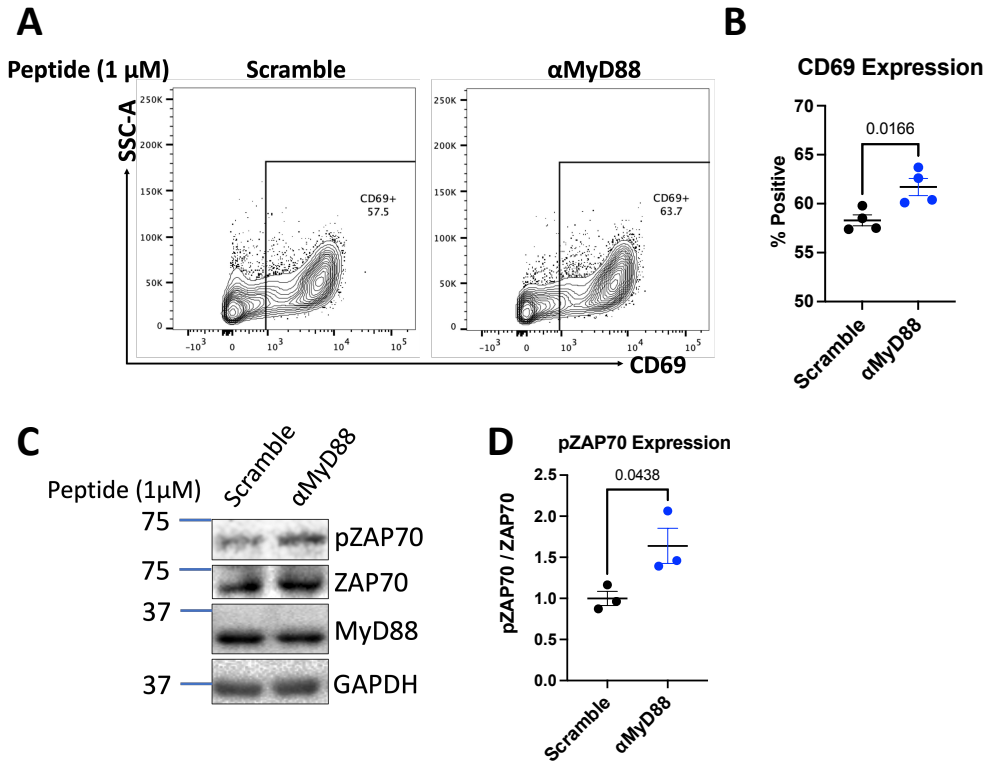 A
Peptide (1 μM)
Scramble
αMyD88
SSC-A
250K
200K
150K
100K
50K
0
CD69+
57.5
-10³ 0 10³ 10⁴ 10⁵
250K
200K
150K
100K
50K
0
CD69+
63.7
-10³ 0 10³ 10⁴ 10⁵
CD69
B
CD69 Expression
% Positive
70
65
60
55
50
0.0166
Scramble
αMyD88
C
Peptide (1μM)
Scramble
αMyD88
75
pZAP70
75
ZAP70
37
MyD88
37
GAPDH
D
pZAP70 Expression
pZAP70 / ZAP70
2.5
2.0
1.5
1.0
0.5
0.0
0.0438
Scramble
αMyD88